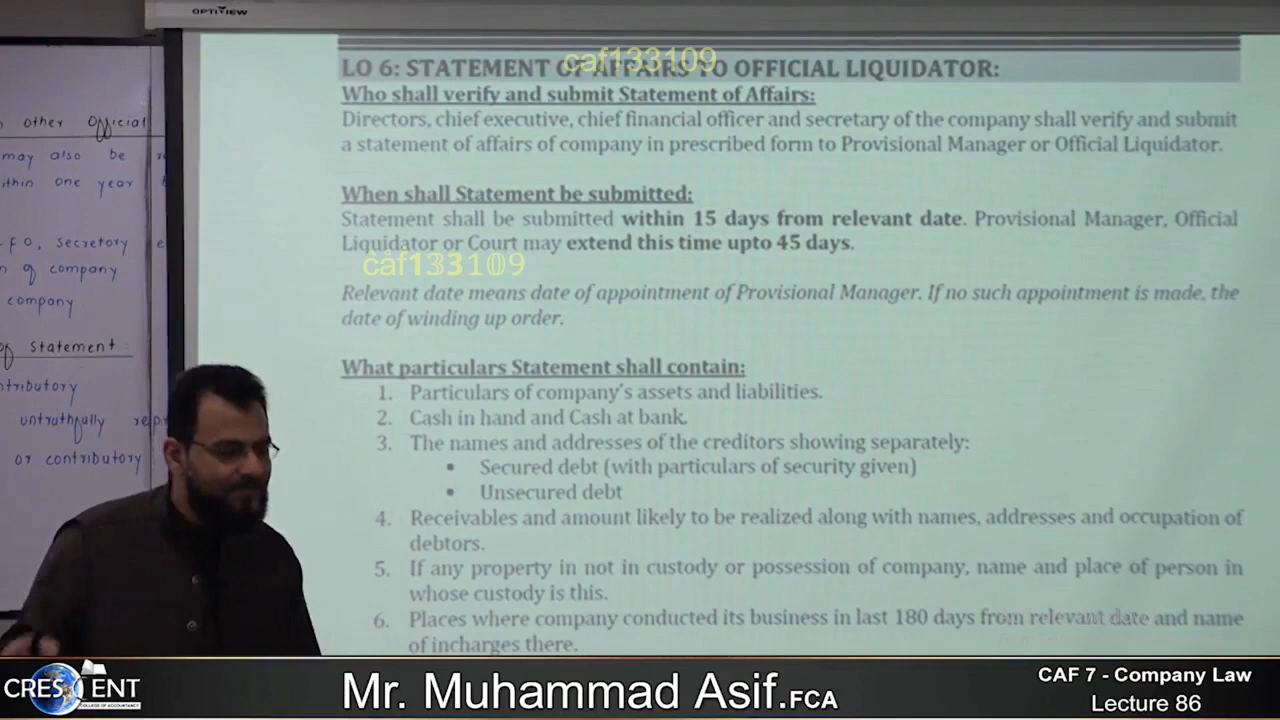 OPTIVIEW
other Official
may also be
within one year
FO, secretary
of company
company
of statement
contributory
untruthfully
or contributory
caf133109
LO 6: STATEMENT OF AFFAIRS TO OFFICIAL LIQUIDATOR:
Who shall verify and submit Statement of Affairs:
Directors, chief executive, chief financial officer and secretary of the company shall verify and submit
a statement of affairs of company in prescribed form to Provisional Manager or Official Liquidator.
When shall Statement be submitted:
Statement shall be submitted within 15 days from relevant date. Provisional Manager, Official
Liquidator or Court may extend this time upto 45 days.
caf133109
Relevant date means date of appointment of Provisional Manager. If no such appointment is made, the
date of winding up order.
What particulars Statement shall contain:
1. Particulars of company's assets and liabilities.
2. Cash in hand and Cash at bank.
3. The names and addresses of the creditors showing separately:
▪ Secured debt (with particulars of security given)
▪ Unsecured debt
4. Receivables and amount likely to be realized along with names, addresses and occupation of
debtors.
5. If any property in not in custody or possession of company, name and place of person in
whose custody is this.
6. Places where company conducted its business in last 180 days from relevant date and name
of incharges there.
CRESCENT
COLLEGE OF ACCOUNTANCY
Mr. Muhammad Asif.FCA
CAF 7 - Company Law
Lecture 86